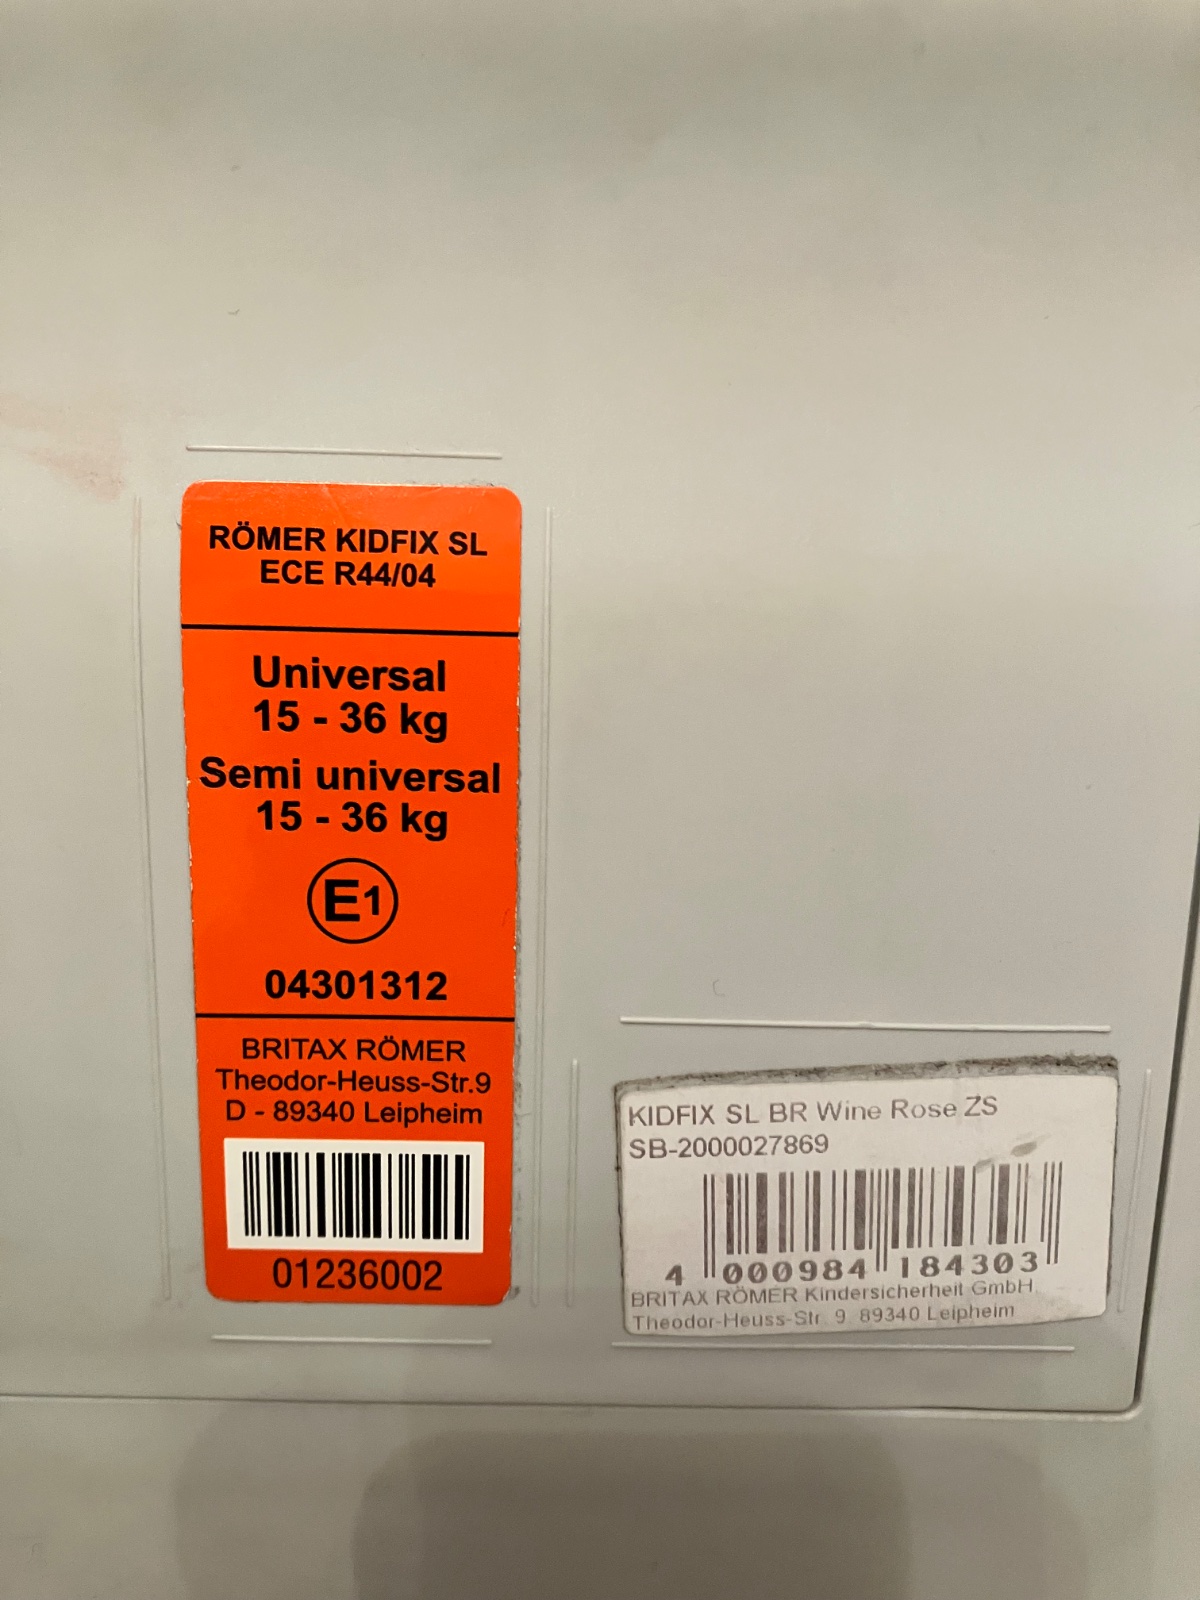 RÖMER KIDFIX SL
ECE R44/04
Universal
15 - 36 kg
Semi universal
15 - 36 kg
E1
04301312
BRITAX RÖMER
Theodor-Heuss-Str.9
D - 89340 Leipheim
01236002
KIDFIX SL BR Wine Rose ZS
SB-2000027869
4 000984 184303
BRITAX RÖMER Kindersicherheit GmbH
Theodor-Heuss-Str. 9 89340 Leipheim